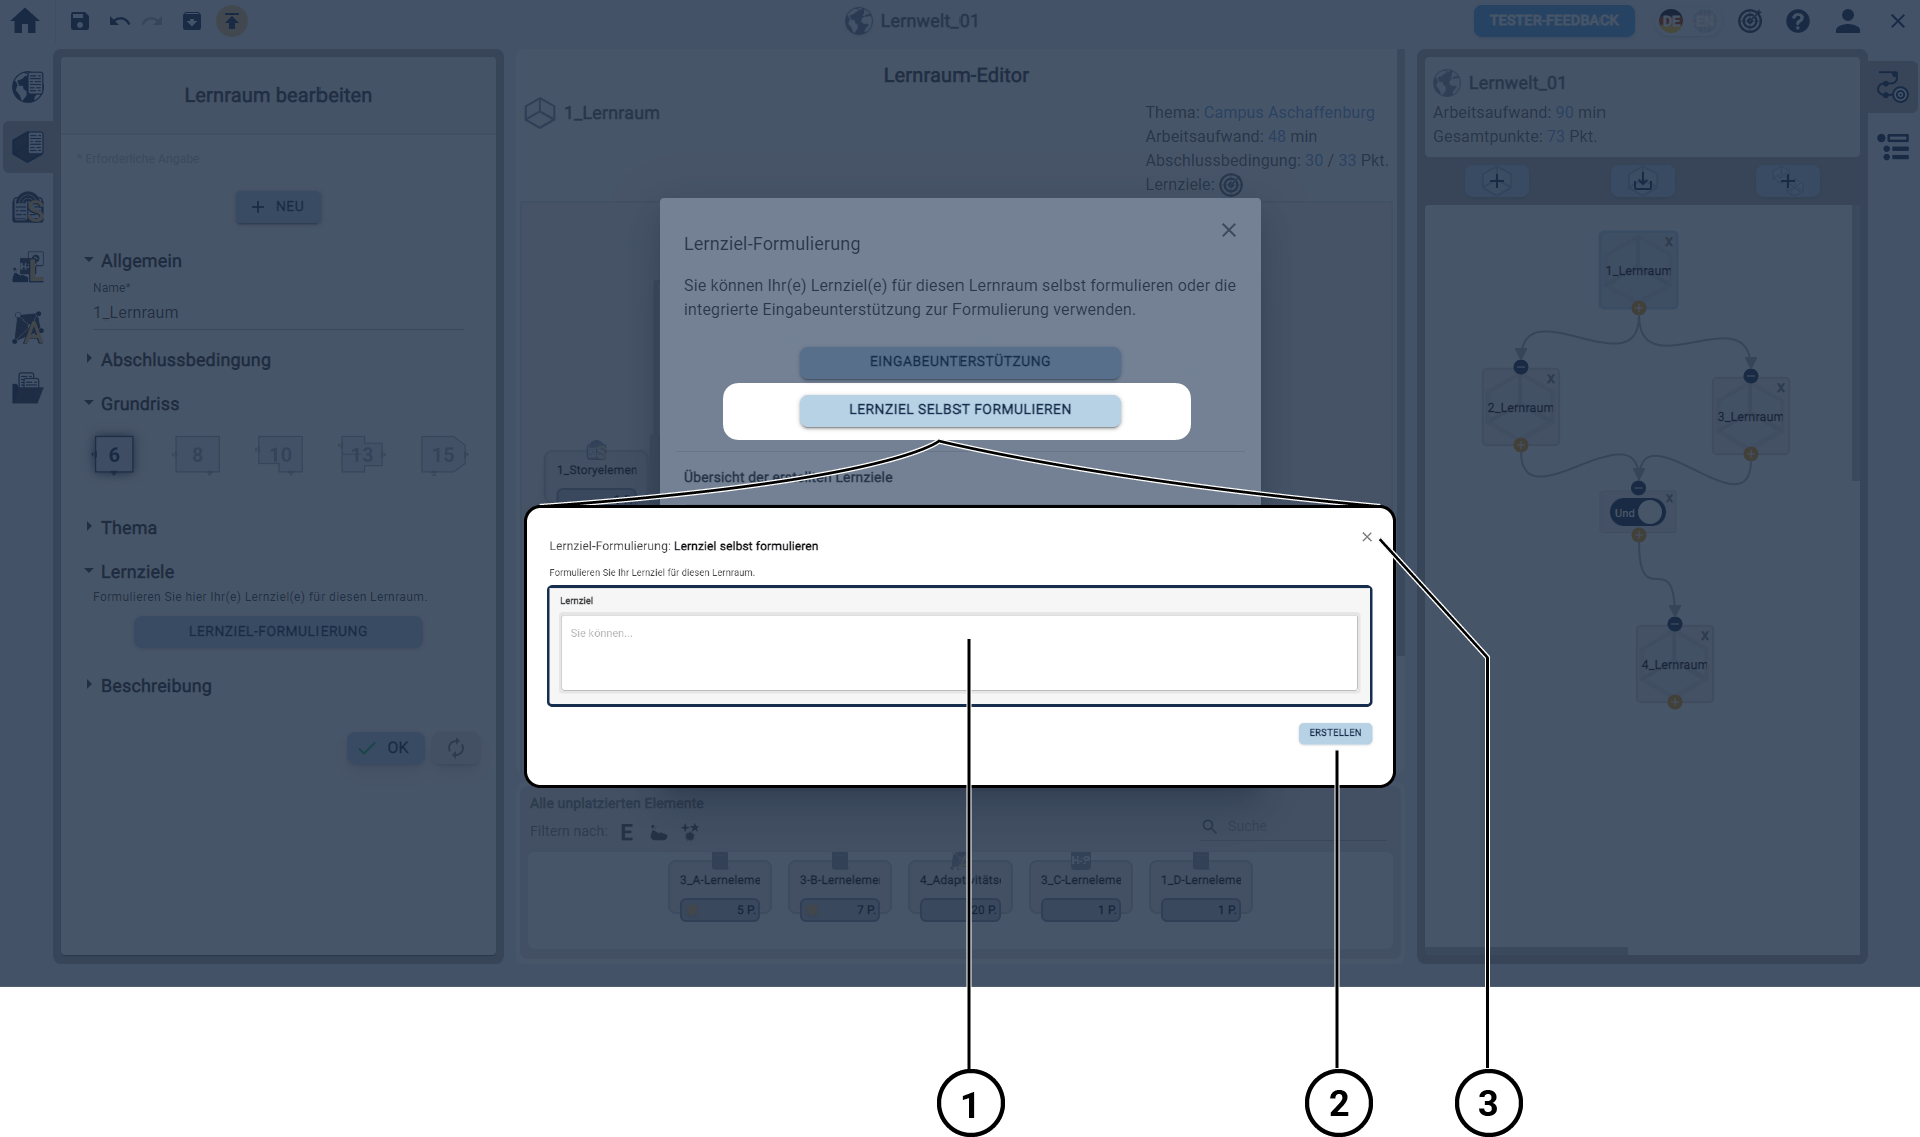 Lernwelt_01
TESTER-FEEDBACK
DE
EN
Lernraum bearbeiten
* Erforderliche Angabe
+ NEU
Allgemein
Name*
1_Lernraum
Abschlussbedingung
Grundriss
6
8
10
13
15
Thema
Lernziele
Formulieren Sie hier Ihr(e) Lernziel(e) für diesen Lernraum.
LERNZIEL-FORMULIERUNG
Beschreibung
OK
Lernraum-Editor
1_Lernraum
Thema: Campus Aschaffenburg
Arbeitsaufwand: 48 min
Abschlussbedingung: 30 / 33 Pkt.
Lernziele:
1_Storyelemen
Lernziel-Formulierung
Sie können Ihr(e) Lernziel(e) für diesen Lernraum selbst formulieren oder die
integrierte Eingabeunterstützung zur Formulierung verwenden.
EINGABEUNTERSTÜTZUNG
LERNZIEL SELBST FORMULIEREN
Übersicht der erstellten Lernziele
Lernziel-Formulierung: Lernziel selbst formulieren
Formulieren Sie Ihr Lernziel für diesen Lernraum.
Lernziel
Sie können...
ERSTELLEN
Alle unplatzierten Elemente
Filtern nach: E
Suche
3_A-Lerneleme
5 P.
3-B-Lernelemer
7 P.
4_Adaptivitäts
20 P.
H-P
3_C-Lerneleme
1 P.
1_D-Lerneleme
1 P.
Lernwelt_01
Arbeitsaufwand: 90 min
Gesamtpunkte: 73 Pkt.
X
1_Lernraum
X
2_Lernraum
X
3_Lernraum
X
Und
X
4_Lernraum
1
2
3